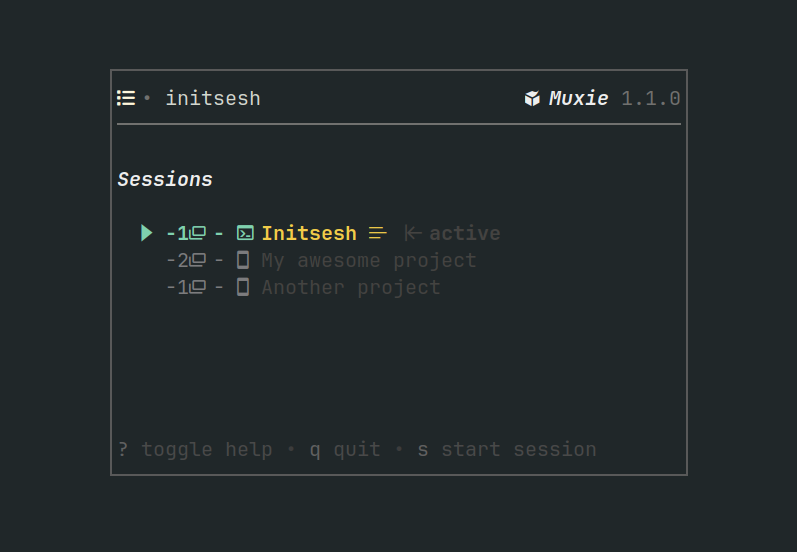 • initsesh Muxie 1.1.0
Sessions
-1 - Initsesh active
-2 - My awesome project
-1 - Another project
? toggle help • q quit • s start session